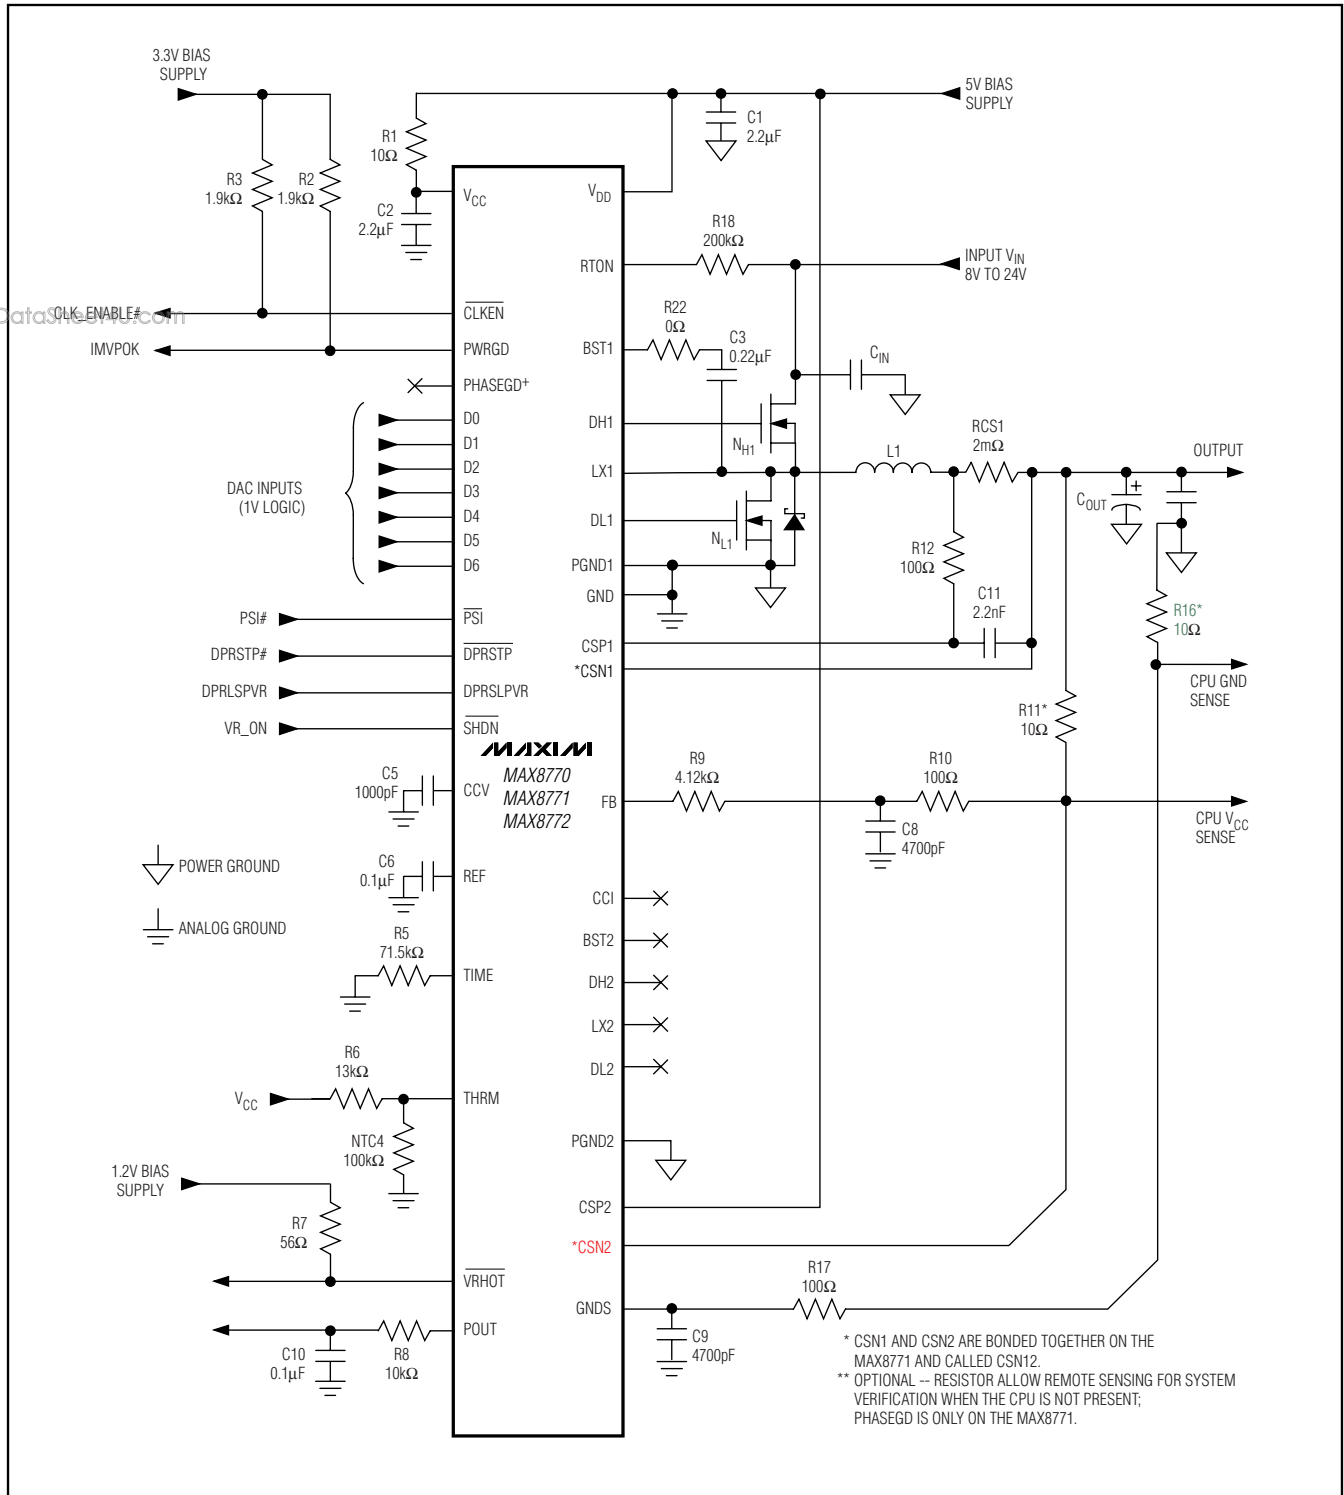 3.3V BIAS
SUPPLY
5V BIAS
SUPPLY
C1
2.2µF
R1
10Ω
R3
1.9kΩ
R2
1.9kΩ
C2
2.2µF
VCC
VDD
R18
200kΩ
RTON
INPUT VIN
8V TO 24V
CLK_ENABLE#
CLKEN
R22
0Ω
C3
0.22µF
IMVPOK
PWRGD
BST1
CIN
PHASEGD+
D0
DH1
NH1
RCS1
2mΩ
D1
D2
LX1
L1
OUTPUT
DAC INPUTS
(1V LOGIC)
D3
COUT
+
D4
DL1
NL1
D5
R12
100Ω
D6
PGND1
GND
C11
2.2nF
R16*
10Ω
PSI#
PSI
CSP1
DPRSTP#
DPRSTP
*CSN1
CPU GND
SENSE
DPRLSPVR
DPRSLPVR
R11*
10Ω
VR_ON
SHDN
MAXIM
MAX8770
MAX8771
MAX8772
C5
1000pF
CCV
FB
R9
4.12kΩ
R10
100Ω
C8
4700pF
CPU VCC
SENSE
POWER GROUND
C6
0.1µF
REF
CCI
ANALOG GROUND
R5
71.5kΩ
BST2
TIME
DH2
LX2
R6
13kΩ
DL2
VCC
THRM
NTC4
100kΩ
PGND2
1.2V BIAS
SUPPLY
CSP2
R7
56Ω
*CSN2
VRHOT
R17
100Ω
GNDS
POUT
C9
4700pF
C10
0.1µF
R8
10kΩ
* CSN1 AND CSN2 ARE BONDED TOGETHER ON THE
MAX8771 AND CALLED CSN12.
** OPTIONAL -- RESISTOR ALLOW REMOTE SENSING FOR SYSTEM
VERIFICATION WHEN THE CPU IS NOT PRESENT;
PHASEGD IS ONLY ON THE MAX8771.